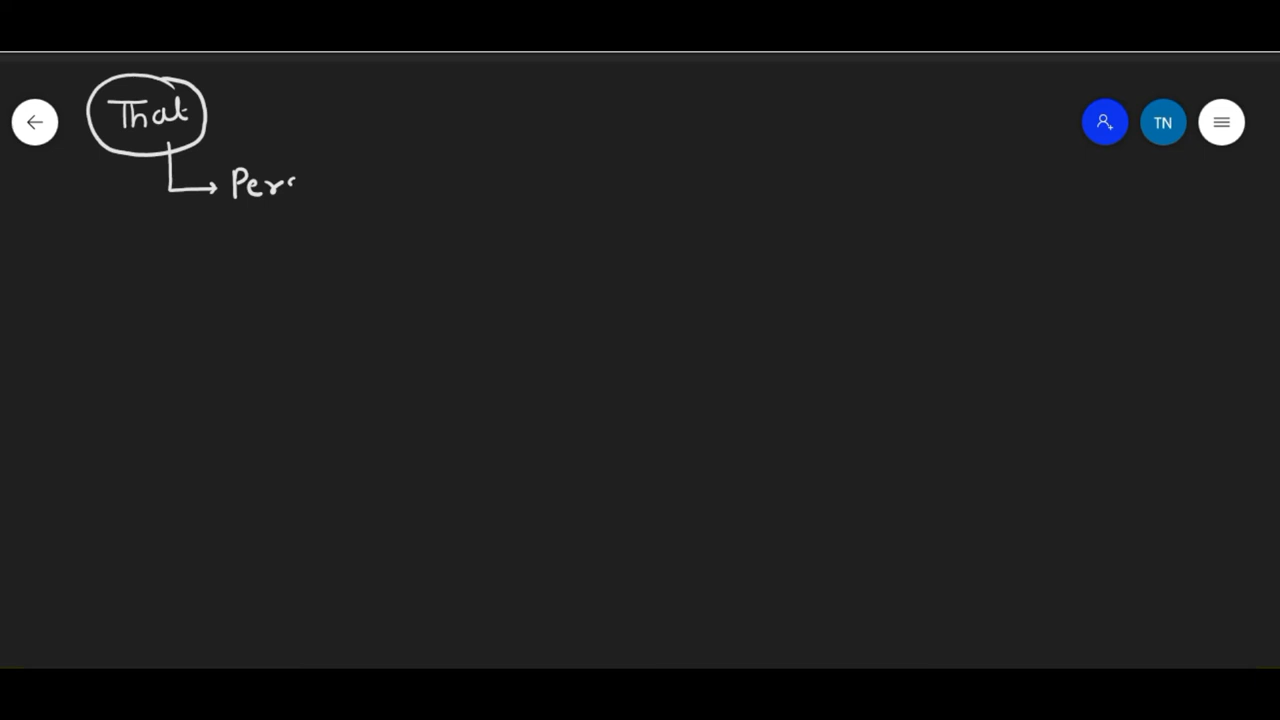 That
TN
→ Per